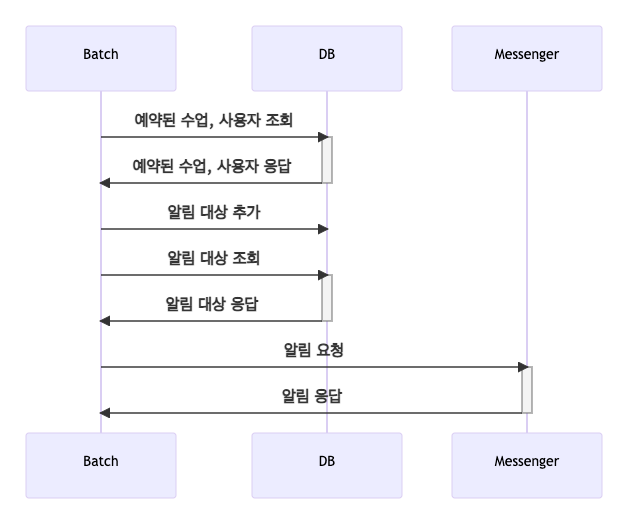 Batch
DB
Messenger
예약된 수업, 사용자 조회
예약된 수업, 사용자 응답
알림 대상 추가
알림 대상 조회
알림 대상 응답
알림 요청
알림 응답
Batch
DB
Messenger